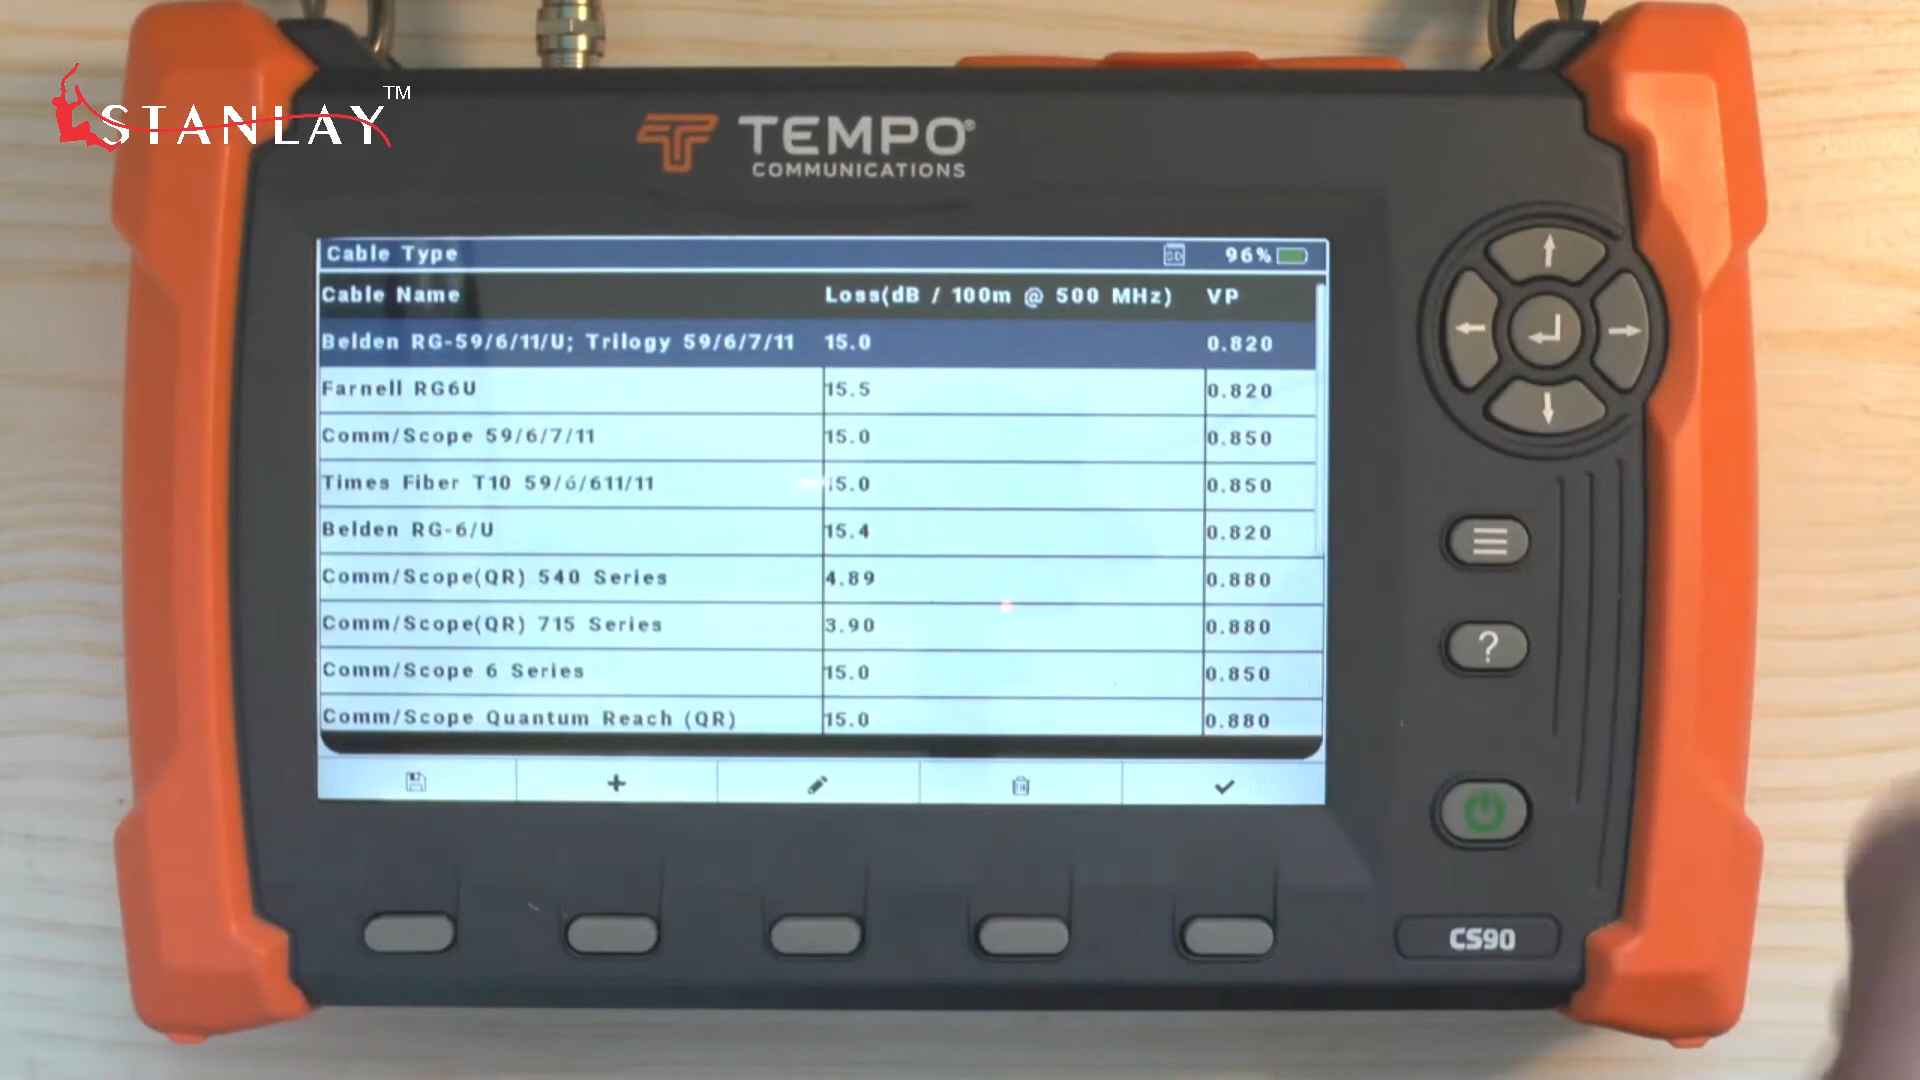 STANLAY™
TEMPO®
COMMUNICATIONS
Cable Type 96%
Cable Name Loss(dB / 100m @ 500 MHz) VP
Belden RG-59/6/11/U; Trilogy 59/6/7/11 15.0 0.820
Farnell RG6U 15.5 0.820
Comm/Scope 59/6/7/11 15.0 0.850
Times Fiber T10 59/6/611/11 15.0 0.850
Belden RG-6/U 15.4 0.820
Comm/Scope(QR) 540 Series 4.89 0.880
Comm/Scope(QR) 715 Series 3.90 0.880
Comm/Scope 6 Series 15.0 0.850
Comm/Scope Quantum Reach (QR) 15.0 0.880
?
CS90